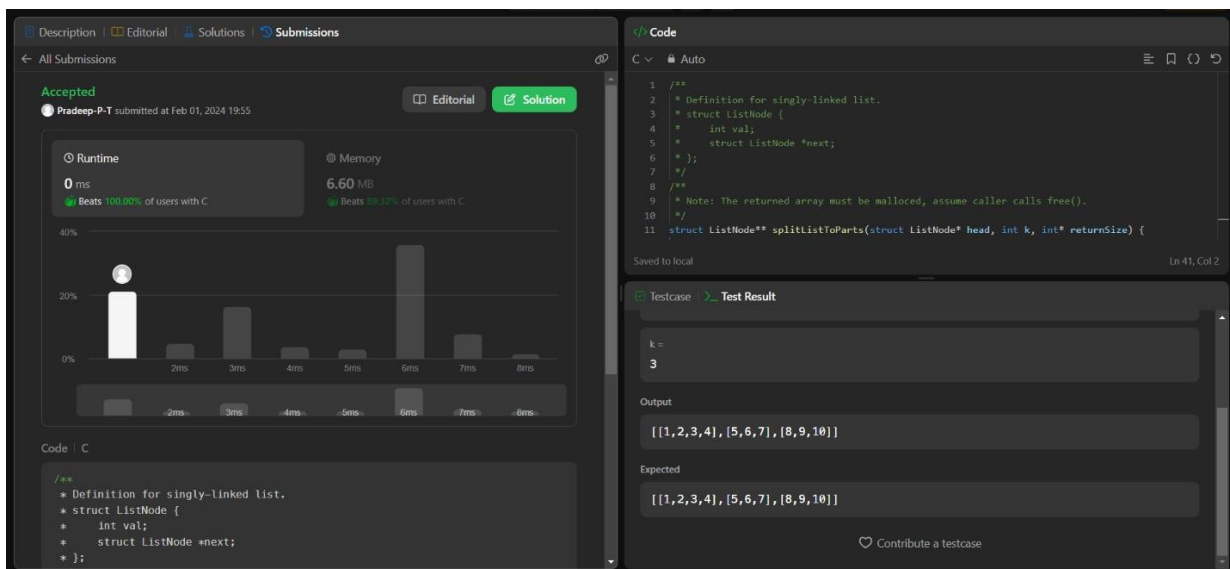 Description | Editorial | Solutions | Submissions
← All Submissions
Accepted
Pradeep-P-T submitted at Feb 01, 2024 19:55
Editorial
Solution
Runtime
0 ms
Beats 100.00% of users with C
Memory
6.60 MB
Beats 89.12% of users with C
40%
20%
0%
2ms 3ms 4ms 5ms 6ms 7ms 8ms
2ms 3ms 4ms 5ms 6ms 7ms 8ms
Code | C
/**
* Definition for singly-linked list.
* struct ListNode {
*     int val;
*     struct ListNode *next;
* };
</> Code
C Auto
1 /**
2 * Definition for singly-linked list.
3 * struct ListNode {
4 *     int val;
5 *     struct ListNode *next;
6 * };
7 */
8 /**
9 * Note: The returned array must be malloced, assume caller calls free().
10 */
11 struct ListNode** splitListToParts(struct ListNode* head, int k, int* returnSize) {
Saved to local
Ln 41, Col 2
Testcase | >_ Test Result
k =
3
Output
[[1,2,3,4],[5,6,7],[8,9,10]]
Expected
[[1,2,3,4],[5,6,7],[8,9,10]]
Contribute a testcase